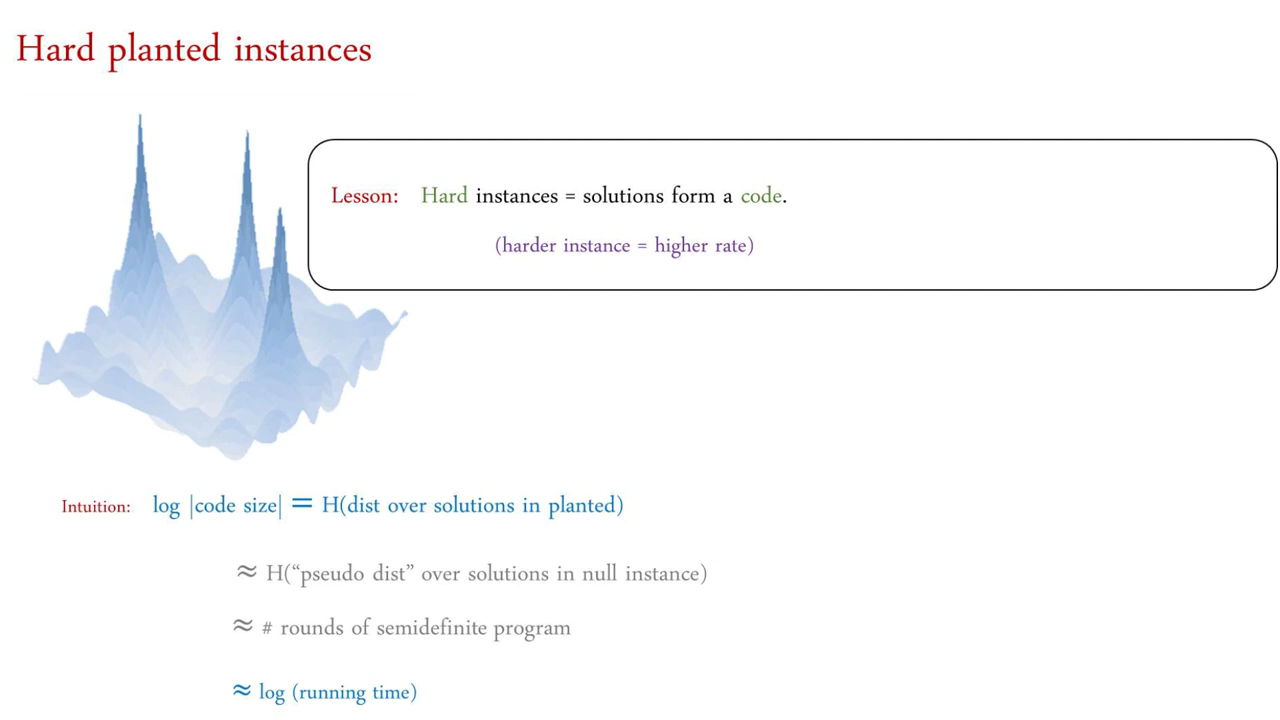 Hard planted instances
Lesson: Hard instances = solutions form a code.
(harder instance = higher rate)
Intuition: log |code size| = H(dist over solutions in planted)
≈ H(“pseudo dist” over solutions in null instance)
≈ # rounds of semidefinite program
≈ log (running time)